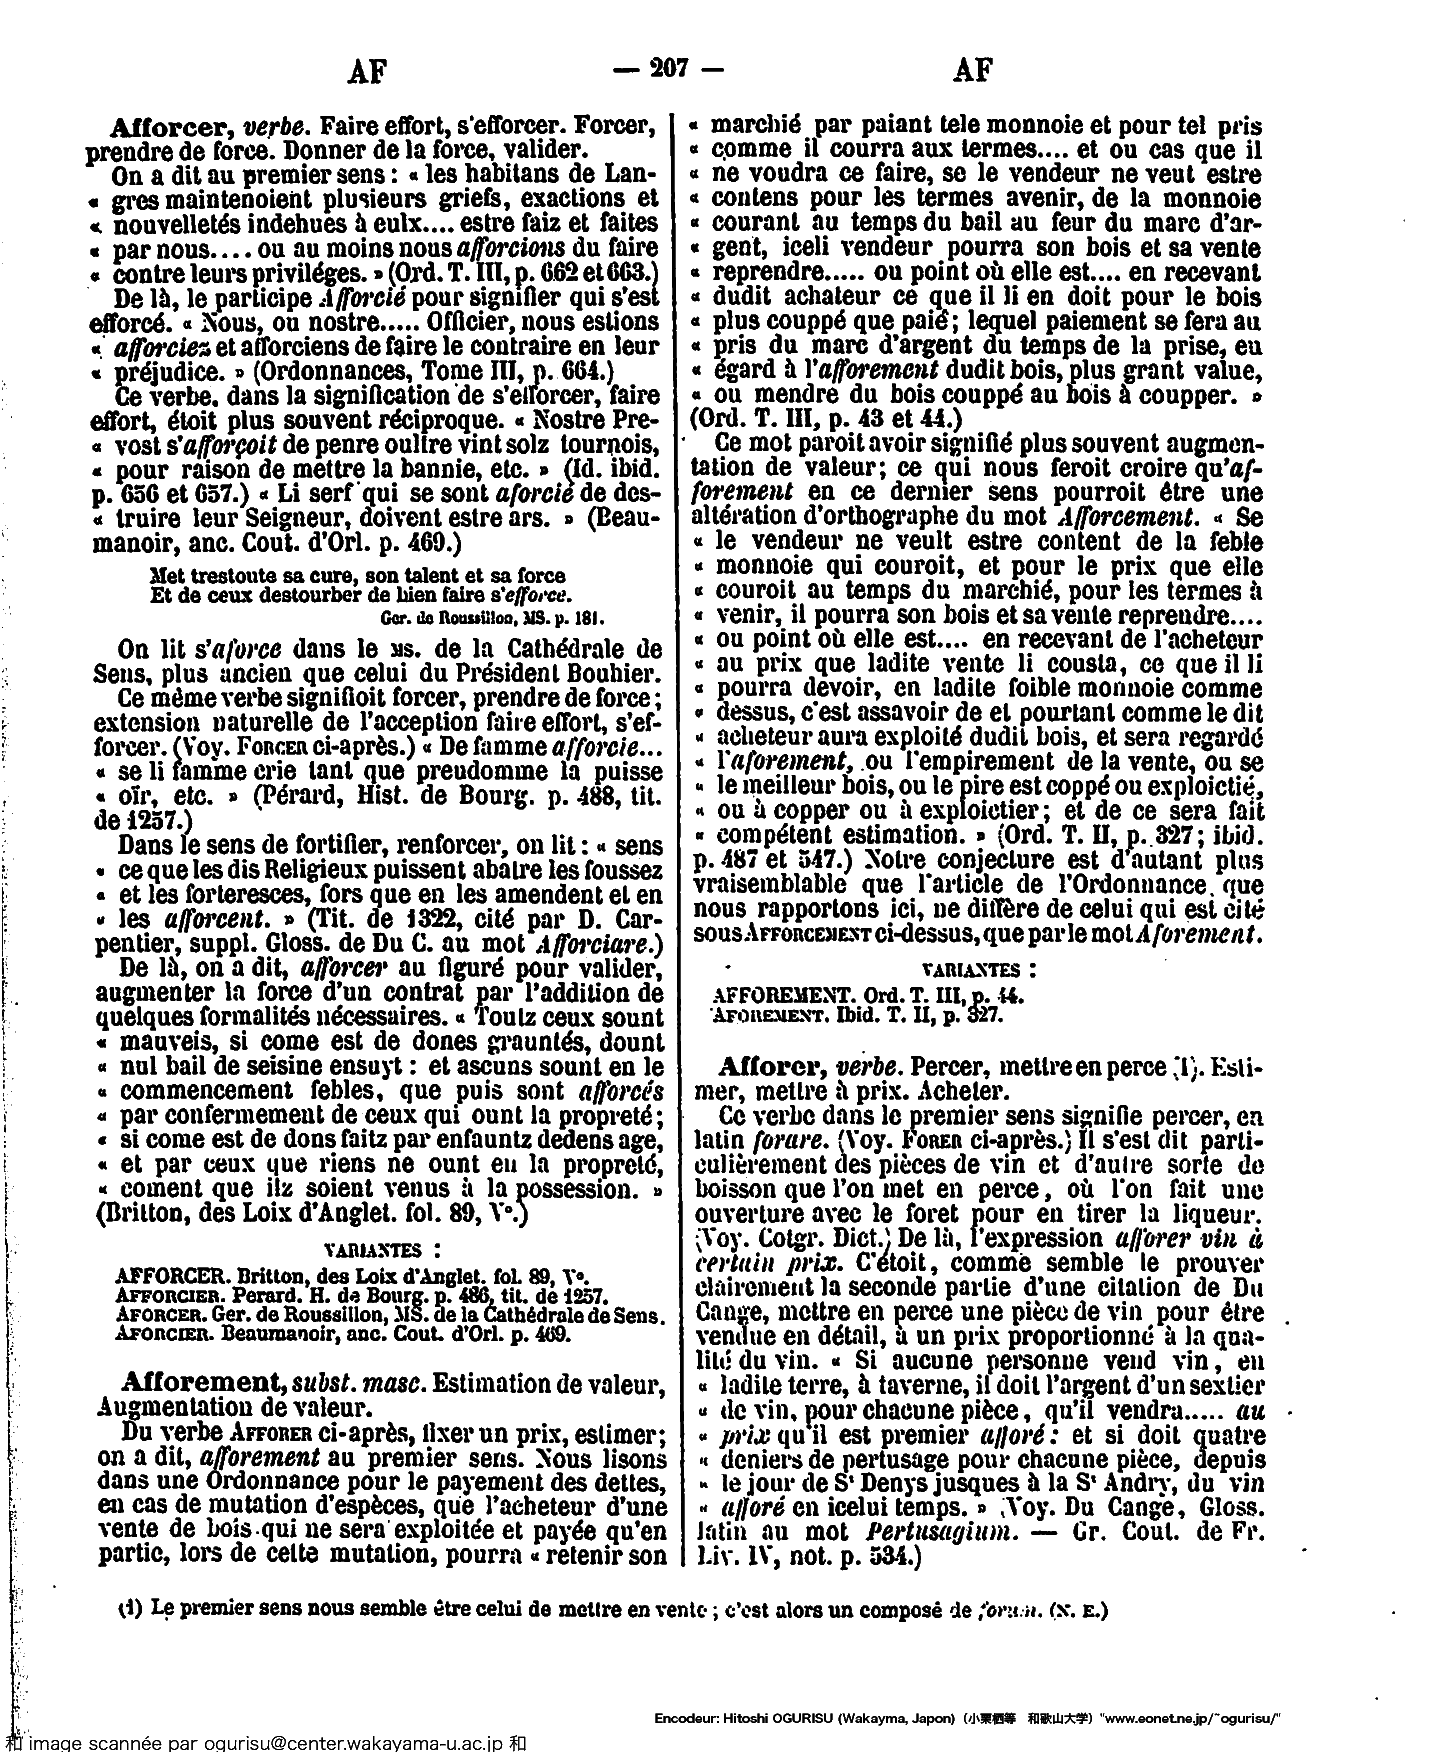 AF — 207 — AF
Afforcer, verbe. Faire effort, s'efforcer. Forcer,
prendre de force. Donner de la force, valider.
On a dit au premier sens : « les habitans de Lan-
« gres maintenoient plusieurs griefs, exactions et
« nouvelletés indehues à eulx.... estre faiz et faites
« par nous.... ou au moins nous afforcions du faire
« contre leurs priviléges. » (Ord. T. III, p. 662 et 663.)
De là, le participe Afforcié pour signifier qui s'est
efforcé. « Nous, ou nostre..... Officier, nous estions
« afforciez et afforciens de faire le contraire en leur
« préjudice. » (Ordonnances, Tome III, p. 664.)
Ce verbe, dans la signification de s'efforcer, faire
effort, étoit plus souvent réciproque. « Nostre Pre-
« vost s'afforçoit de penre oultre vint solz tournois,
« pour raison de mettre la bannie, etc. » (Id. ibid.
p. 656 et 657.) « Li serf qui se sont aforcié de des-
« truire leur Seigneur, doivent estre ars. » (Beau-
manoir, anc. Cout. d'Orl. p. 469.)
Met trestoute sa cure, son talent et sa force
Et de ceux destourber de bien faire s'efforce.
Ger. de Roussillon, MS. p. 181.
On lit s'aforce dans le MS. de la Cathédrale de
Sens, plus ancien que celui du Président Bouhier.
Ce même verbe signifioit forcer, prendre de force ;
extension naturelle de l'acception faire effort, s'ef-
forcer. (Voy. FORCER ci-après.) « De famme afforcie...
« se li famme crie tant que preudomme la puisse
« oïr, etc. » (Pérard, Hist. de Bourg. p. 488, tit.
de 1257.)
Dans le sens de fortifier, renforcer, on lit : « sens
« ce que les dis Religieux puissent abatre les foussez
« et les forteresces, fors que en les amendent et en
« les afforcent. » (Tit. de 1322, cité par D. Car-
pentier, suppl. Gloss. de Du C. au mot Afforciare.)
De là, on a dit, afforcer au figuré pour valider,
augmenter la force d'un contrat par l'addition de
quelques formalités nécessaires. « Toutz ceux sount
« mauveis, si come est de dones grauntés, dount
« nul bail de seisine ensuyt : et ascuns sount en le
« commencement febles, que puis sont afforcés
« par confermement de ceux qui ount la propreté ;
« si come est de dons faitz par enfauntz dedens age,
« et par ceux que riens ne ount en la propreté,
« coment que ilz soient venus à la possession. »
(Britton, des Loix d'Anglet. fol. 89, V°.)
VARIANTES :
AFFORCER. Britton, des Loix d'Anglet. fol. 89, V°.
AFFORCIER. Perard. H. de Bourg. p. 486, tit. de 1257.
AFORCER. Ger. de Roussillon, MS. de la Cathédrale de Sens.
AFORCIER. Beaumanoir, anc. Cout. d'Orl. p. 469.
Afforement, subst. masc. Estimation de valeur,
Augmentation de valeur.
Du verbe AFFORER ci-après, fixer un prix, estimer ;
on a dit, afforement au premier sens. Nous lisons
dans une Ordonnance pour le payement des dettes,
en cas de mutation d'espèces, que l'acheteur d'une
vente de bois qui ne sera exploitée et payée qu'en
partie, lors de cette mutation, pourra « retenir son
« marchié par paiant tele monnoie et pour tel pris
« comme il courra aux termes.... et ou cas que il
« ne voudra ce faire, se le vendeur ne veut estre
« contens pour les termes avenir, de la monnoie
« courant au temps du bail au feur du marc d'ar-
« gent, iceli vendeur pourra son bois et sa vente
« reprendre..... ou point où elle est.... en recevant
« dudit achateur ce que il li en doit pour le bois
« plus couppé que paié ; lequel paiement se fera au
« pris du marc d'argent du temps de la prise, eu
« égard à l'afforement dudit bois, plus grant value,
« ou mendre du bois couppé au bois à coupper. »
(Ord. T. III, p. 43 et 44.)
Ce mot paroit avoir signifié plus souvent augmen-
tation de valeur ; ce qui nous feroit croire qu'af-
forement en ce dernier sens pourroit être une
altération d'orthographe du mot Afforcement. « Se
« le vendeur ne veult estre content de la feble
« monnoie qui couroit, et pour le prix que elle
« couroit au temps du marchié, pour les termes à
« venir, il pourra son bois et sa vente reprendre....
« ou point où elle est.... en recevant de l'acheteur
« au prix que ladite vente li cousta, ce que il li
« pourra devoir, en ladite foible monnoie comme
« dessus, c'est assavoir de et pourtant comme le dit
« acheteur aura exploité dudit bois, et sera regardé
« l'aforement, ou l'empirement de la vente, ou se
« le meilleur bois, ou le pire est coppé ou exploictié,
« ou à copper ou à exploictier ; et de ce sera fait
« compétent estimation. » (Ord. T. II, p. 327 ; ibid.
p. 487 et 547.) Notre conjecture est d'autant plus
vraisemblable que l'article de l'Ordonnance que
nous rapportons ici, ne diffère de celui qui est cité
sous AFFORCEMENT ci-dessus, que par le mot Aforement.
VARIANTES :
AFFOREMENT. Ord. T. III, p. 44.
AFOREMENT. Ibid. T. II, p. 327.
Afforer, verbe. Percer, mettre en perce (1). Esti-
mer, mettre à prix. Acheter.
Ce verbe dans le premier sens signifie percer, en
latin forare. (Voy. FORER ci-après.) Il s'est dit parti-
culièrement des pièces de vin et d'autre sorte de
boisson que l'on met en perce, où l'on fait une
ouverture avec le foret pour en tirer la liqueur.
(Voy. Cotgr. Dict.) De là, l'expression afforer vin à
certain prix. C'étoit, comme semble le prouver
clairement la seconde partie d'une citation de Du
Cange, mettre en perce une pièce de vin pour être
vendue en détail, à un prix proportionné à la qua-
lité du vin. « Si aucune personne vend vin, en
« ladite terre, à taverne, il doit l'argent d'un sextier
« de vin, pour chacune pièce, qu'il vendra..... au
« prix qu'il est premier afforé : et si doit quatre
« deniers de pertusage pour chacune pièce, depuis
« le jour de St Denys jusques à la St Andry, du vin
« afforé en icelui temps. » (Voy. Du Cange, Gloss.
latin au mot Pertusagium. — Gr. Cout. de Fr.
Liv. IV, not. p. 534.)
(1) Le premier sens nous semble être celui de mettre en vente ; c'est alors un composé de forum. (N. E.)
Encodeur: Hitoshi OGURISU (Wakayma, Japon) (小栗栖等 和歌山大学) "www.eonet.ne.jp/~ogurisu/"
和 image scannée par ogurisu@center.wakayama-u.ac.jp 和